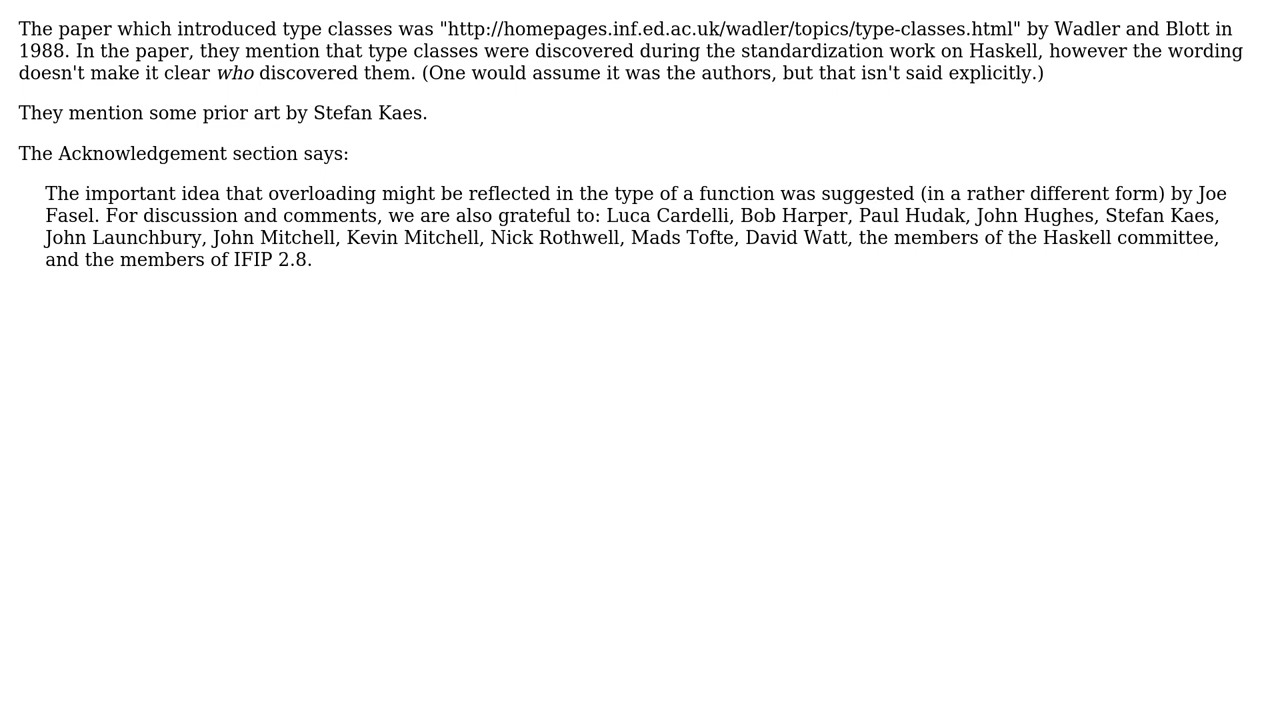 The paper which introduced type classes was "http://homepages.inf.ed.ac.uk/wadler/topics/type-classes.html" by Wadler and Blott in
1988. In the paper, they mention that type classes were discovered during the standardization work on Haskell, however the wording
doesn't make it clear who discovered them. (One would assume it was the authors, but that isn't said explicitly.)
They mention some prior art by Stefan Kaes.
The Acknowledgement section says:
The important idea that overloading might be reflected in the type of a function was suggested (in a rather different form) by Joe
Fasel. For discussion and comments, we are also grateful to: Luca Cardelli, Bob Harper, Paul Hudak, John Hughes, Stefan Kaes,
John Launchbury, John Mitchell, Kevin Mitchell, Nick Rothwell, Mads Tofte, David Watt, the members of the Haskell committee,
and the members of IFIP 2.8.